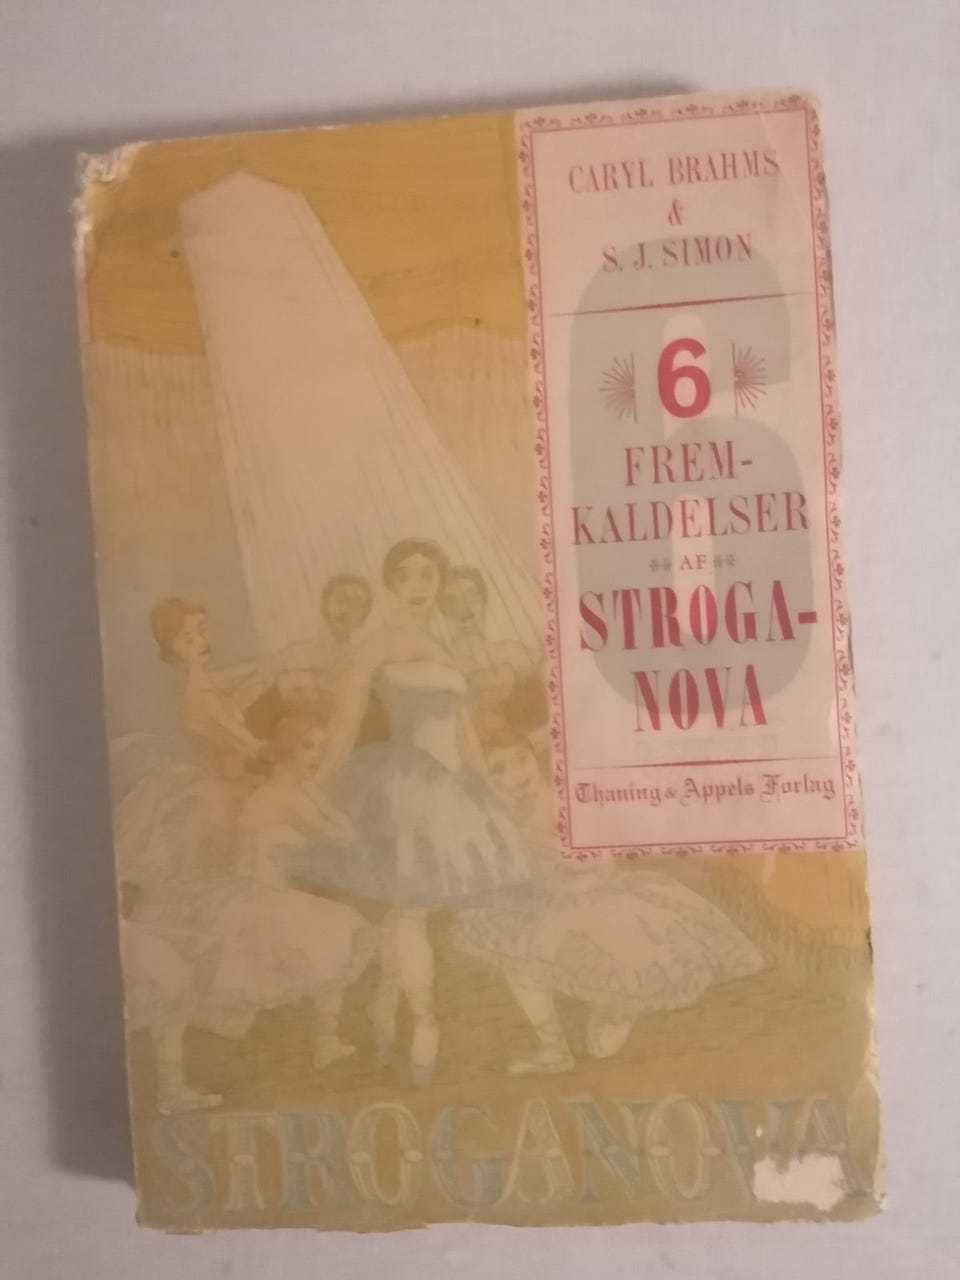 CARYL BRAHMS
&
S. J. SIMON
6
FREM-
KALDELSER
AF
STROGA-
NOVA
Thaning & Appels Forlag
STROGANOVA